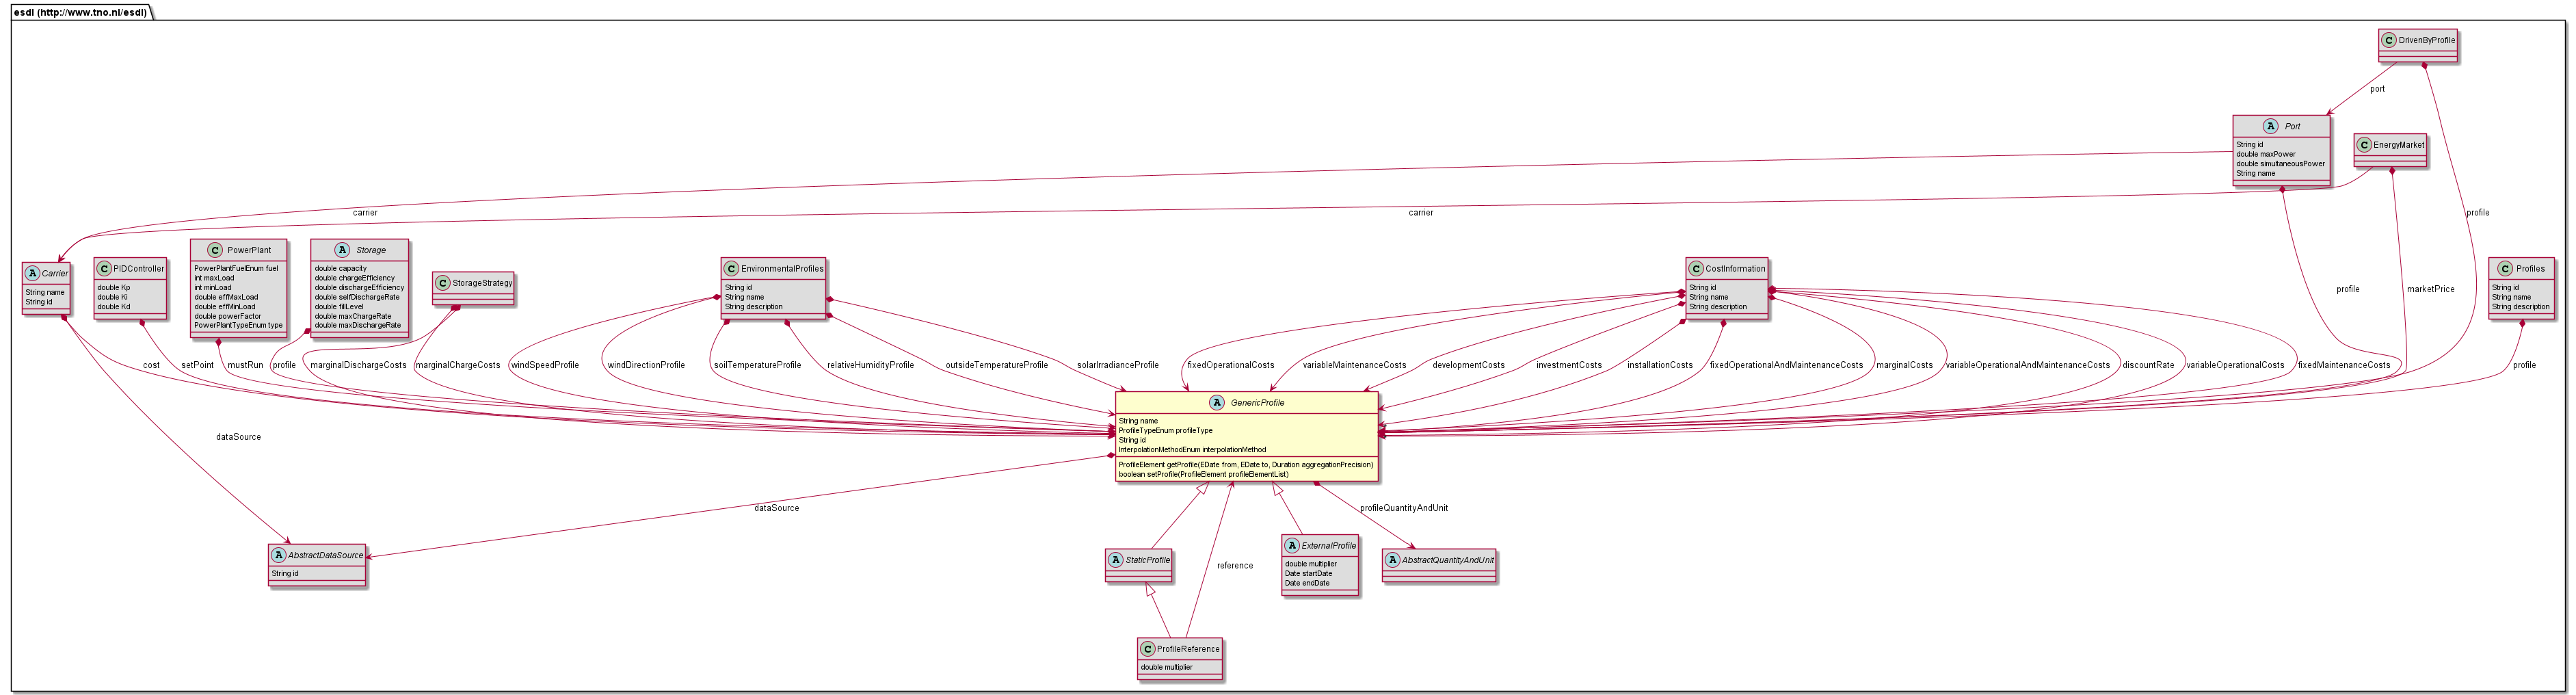 esdl (http://www.tno.nl/esdl)
C DrivenByProfile
port
A Port
String id
double maxPower
double simultaneousPower
String name
C EnergyMarket
carrier
carrier
profile
A Carrier
String name
String id
C PIDController
double Kp
double Ki
double Kd
C PowerPlant
PowerPlantFuelEnum fuel
int maxLoad
int minLoad
double effMaxLoad
double effMinLoad
double powerFactor
PowerPlantTypeEnum type
A Storage
double capacity
double chargeEfficiency
double dischargeEfficiency
double selfDischargeRate
double fillLevel
double maxChargeRate
double maxDischargeRate
C StorageStrategy
C EnvironmentalProfiles
String id
String name
String description
C CostInformation
String id
String name
String description
profile
marketPrice
C Profiles
String id
String name
String description
cost
setPoint
mustRun
profile
marginalDischargeCosts
marginalChargeCosts
windSpeedProfile
windDirectionProfile
soilTemperatureProfile
relativeHumidityProfile
outsideTemperatureProfile
solarIrradianceProfile
fixedOperationalCosts
variableMaintenanceCosts
developmentCosts
investmentCosts
installationCosts
fixedOperationalAndMaintenanceCosts
marginalCosts
variableOperationalAndMaintenanceCosts
discountRate
variableOperationalCosts
fixedMaintenanceCosts
profile
A GenericProfile
String name
ProfileTypeEnum profileType
String id
InterpolationMethodEnum interpolationMethod
ProfileElement getProfile(EDate from, EDate to, Duration aggregationPrecision)
boolean setProfile(ProfileElement profileElementList)
dataSource
dataSource
profileQuantityAndUnit
A AbstractDataSource
String id
A StaticProfile
reference
A ExternalProfile
double multiplier
Date startDate
Date endDate
A AbstractQuantityAndUnit
C ProfileReference
double multiplier